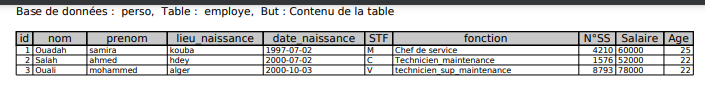 Base de données : perso, Table : employe, But : Contenu de la table
id nom prenom lieu_naissance date_naissance STF fonction N°SS Salaire Age
1 Ouadah samira kouba 1997-07-02 M Chef de service 4210 60000 25
2 Salah ahmed hdey 2000-07-02 C Technicien_maintenance 1576 52000 22
3 Ouali mohammed alger 2000-10-03 V technicien_sup_maintenance 8793 78000 22